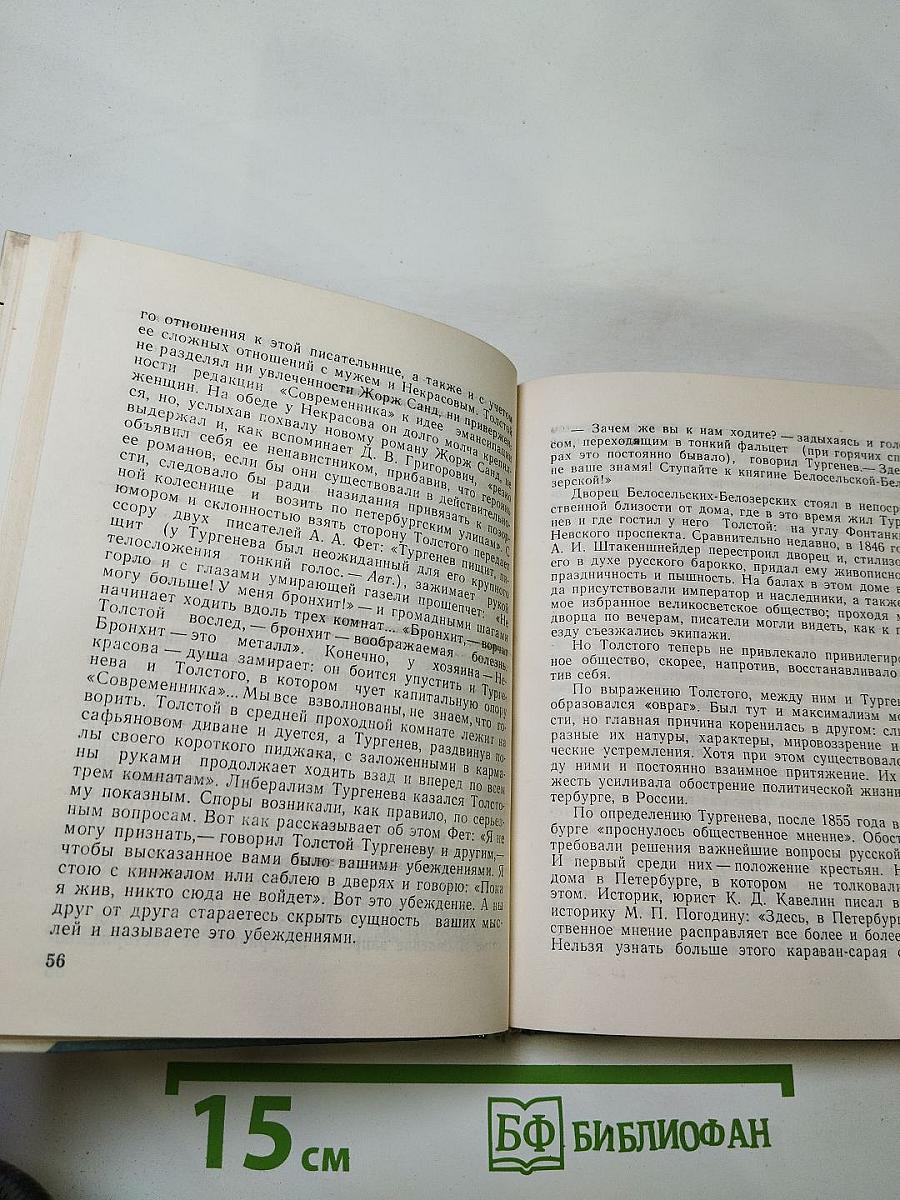 го отношения к этой писательнице, а также и с учетом
ее сложных отношений с мужем и Некрасовым. Толстой
не разделял ни увлеченности Жорж Санд, ни привержен-
ности редакции «Современника» к идее эмансипации
женщин. На обеде у Некрасова он долго молча крепил-
ся, но, услыхав похвалу новому роману Жорж Санд, не
выдержал и, как вспоминает Д. В. Григорович, «резко
объявил себя ее ненавистником, прибавив, что героинь
ее романов, если бы они существовали в действительно-
сти, следовало бы ради назидания привязать к позор-
ной колеснице и возить по петербургским улицам». С
юмором и склонностью взять сторону Толстого передает
ссору двух писателей А. А. Фет: «Тургенев пищит, пи-
щит (у Тургенева был неожиданный для его крупного
телосложения тонкий голос. — Авт.), зажимает рукой
горло и с глазами умирающей газели прошепчет: «Не
могу больше! У меня бронхит!» — и громадными шагами
начинает ходить вдоль трех комнат... «Бронхит, — ворчит
Толстой вослед, — бронхит — воображаемая болезнь.
Бронхит — это металл». Конечно, у хозяина — Не-
красова — душа замирает: он боится упустить и Турге-
нева и Толстого, в котором чует капитальную опору
«Современника»... Мы все взволнованы, не знаем, что го-
ворить. Толстой в средней проходной комнате лежит на
сафьяновом диване и дуется, а Тургенев, раздвинув по-
лы своего короткого пиджака, с заложенными в карма-
ны руками продолжает ходить взад и вперед по всем
трем комнатам». Либерализм Тургенева казался Толсто-
му показным. Споры возникали, как правило, по серьез-
ным вопросам. Вот как рассказывает об этом Фет: «Я не
могу признать, — говорил Толстой Тургеневу и другим, —
чтобы высказанное вами было вашими убеждениями. Я
стою с кинжалом или саблею в дверях и говорю: «Пока
я жив, никто сюда не войдет». Вот это убеждение. А вы
друг от друга стараетесь скрыть сущность ваших мыс-
лей и называете это убеждениями.
56
— Зачем же вы к нам ходите? — задыхаясь и голо
сом, переходящим в тонкий фальцет (при горячих сп
рах это постоянно бывало), говорил Тургенев. — Зде
не ваше знамя! Ступайте к княгине Белосельской-Бел
зерской!»
Дворец Белосельских-Белозерских стоял в непоср
ственной близости от дома, где в это время жил Тур
нев и где гостил у него Толстой: на углу Фонтанк
Невского проспекта. Сравнительно недавно, в 1846 го
А. И. Штакеншнейдер перестроил дворец и, стилизо
его в духе русского барокко, придал ему живописно
праздничность и пышность. На балах в этом доме в
да присутствовали император и наследники, а также
мое избранное великосветское общество; проходя м
дворца по вечерам, писатели могли видеть, как к п
езду съезжались экипажи.
Но Толстого теперь не привлекало привилегиро
ное общество, скорее, напротив, восстанавливало
тив себя.
По выражению Толстого, между ним и Турген
образовался «овраг». Был тут и максимализм мо
сти, но главная причина коренилась в другом: сли
разные их натуры, характеры, мировоззрение и
ческие устремления. Хотя при этом существовало
ду ними и постоянно взаимное притяжение. Их
жесть усиливала обострение политической жизни
тербурге, в России.
По определению Тургенева, после 1855 года в
бурге «проснулось общественное мнение». Обост
требовали решения важнейшие вопросы русской
И первый среди них — положение крестьян. Н
дома в Петербурге, в котором не толковали
этом. Историк, юрист К. Д. Кавелин писал в
историку М. П. Погодину: «Здесь, в Петербург
ственное мнение расправляет все более и более
Нельзя узнать больше этого караван-сарая с
15 см
БФ БИБЛИОФАН